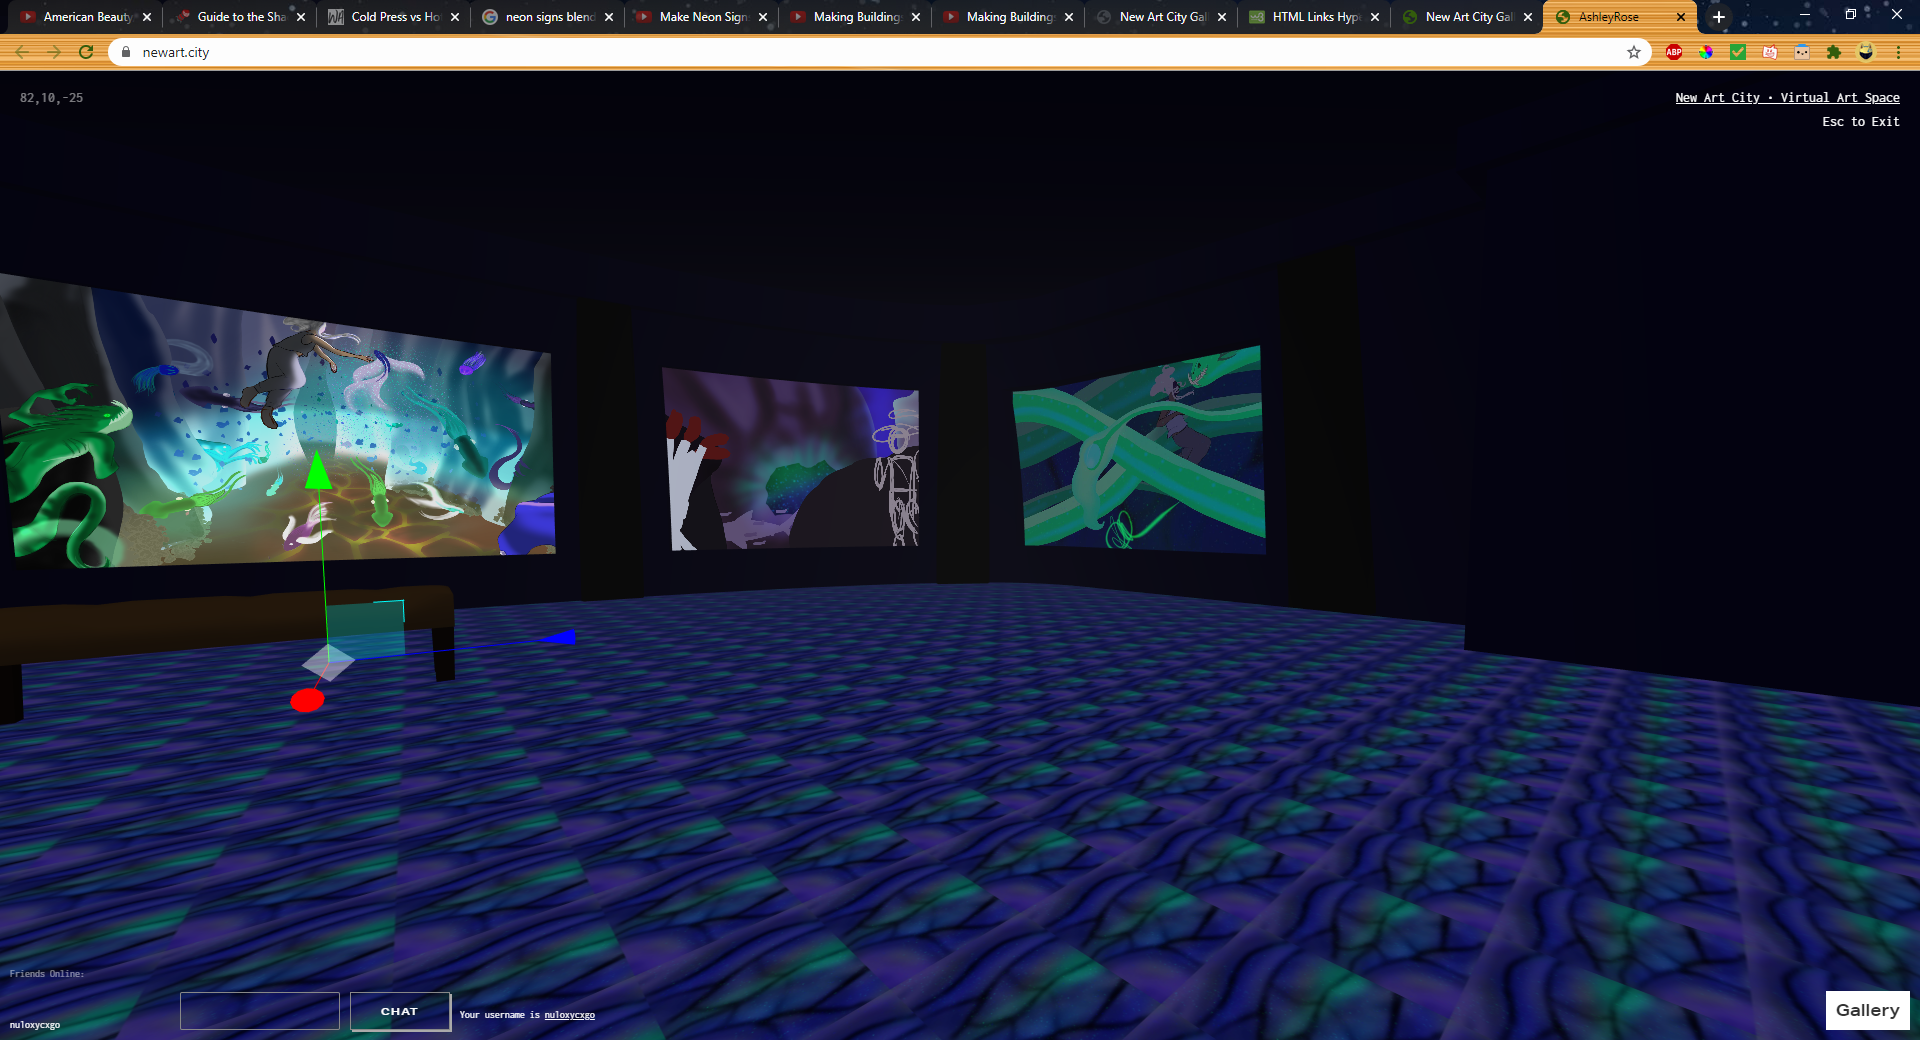 American Beauty
Guide to the Sha
Cold Press vs Ho
neon signs blend
Make Neon Sign
Making Building
Making Building
New Art City Gal
HTML Links Hyp
New Art City Gal
AshleyRose
newart.city
ABP
82,10,-25
New Art City · Virtual Art Space
Esc to Exit
Friends Online:
nuloxycxgo
CHAT
Your username is nuloxycxgo
Gallery